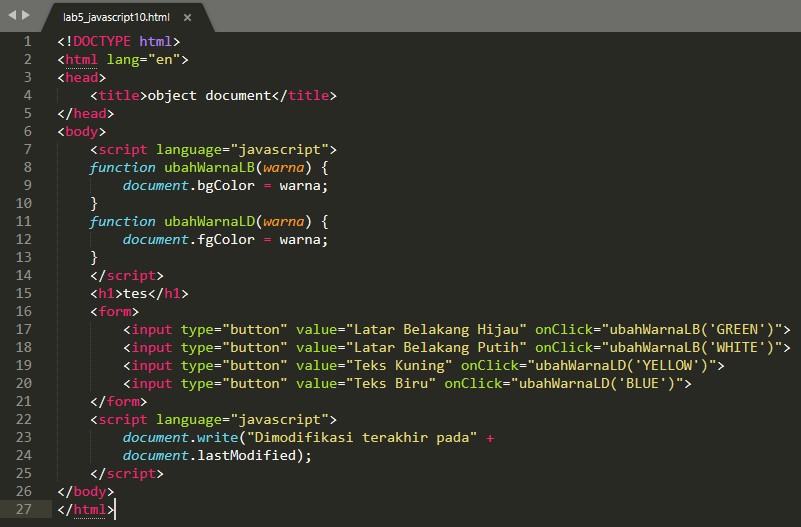 lab5_javascript10.html ×
1 <!DOCTYPE html>
2 <html lang="en">
3 <head>
4     <title>object document</title>
5 </head>
6 <body>
7     <script language="javascript">
8     function ubahWarnaLB(warna) {
9         document.bgColor = warna;
10     }
11     function ubahWarnaLD(warna) {
12         document.fgColor = warna;
13     }
14     </script>
15     <h1>tes</h1>
16     <form>
17         <input type="button" value="Latar Belakang Hijau" onClick="ubahWarnaLB('GREEN')">
18         <input type="button" value="Latar Belakang Putih" onClick="ubahWarnaLB('WHITE')">
19         <input type="button" value="Teks Kuning" onClick="ubahWarnaLD('YELLOW')">
20         <input type="button" value="Teks Biru" onClick="ubahWarnaLD('BLUE')">
21     </form>
22     <script language="javascript">
23         document.write("Dimodifikasi terakhir pada" +
24         document.lastModified);
25     </script>
26 </body>
27 </html>